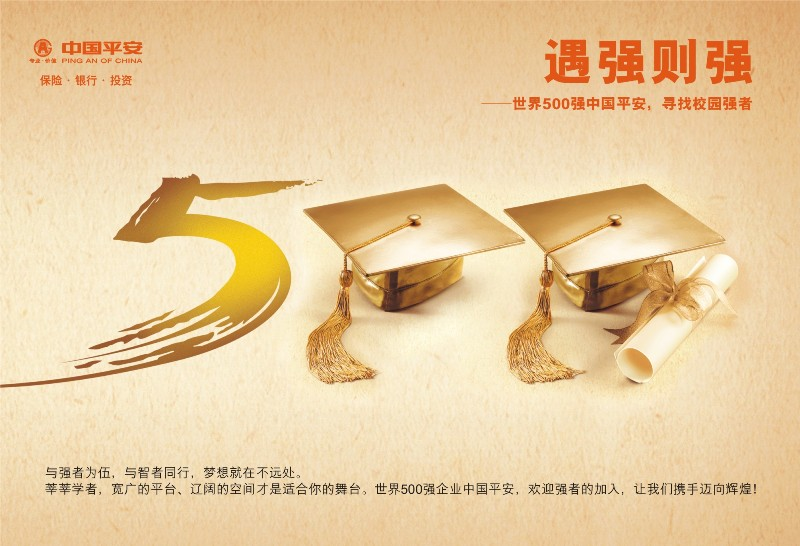 中国平安
PING AN OF CHINA
专业·价值
保险·银行·投资
遇强则强
——世界500强中国平安，寻找校园强者
5
与强者为伍，与智者同行，梦想就在不远处。
莘莘学者，宽广的平台、辽阔的空间才是适合你的舞台。世界500强企业中国平安，欢迎强者的加入，让我们携手迈向辉煌！